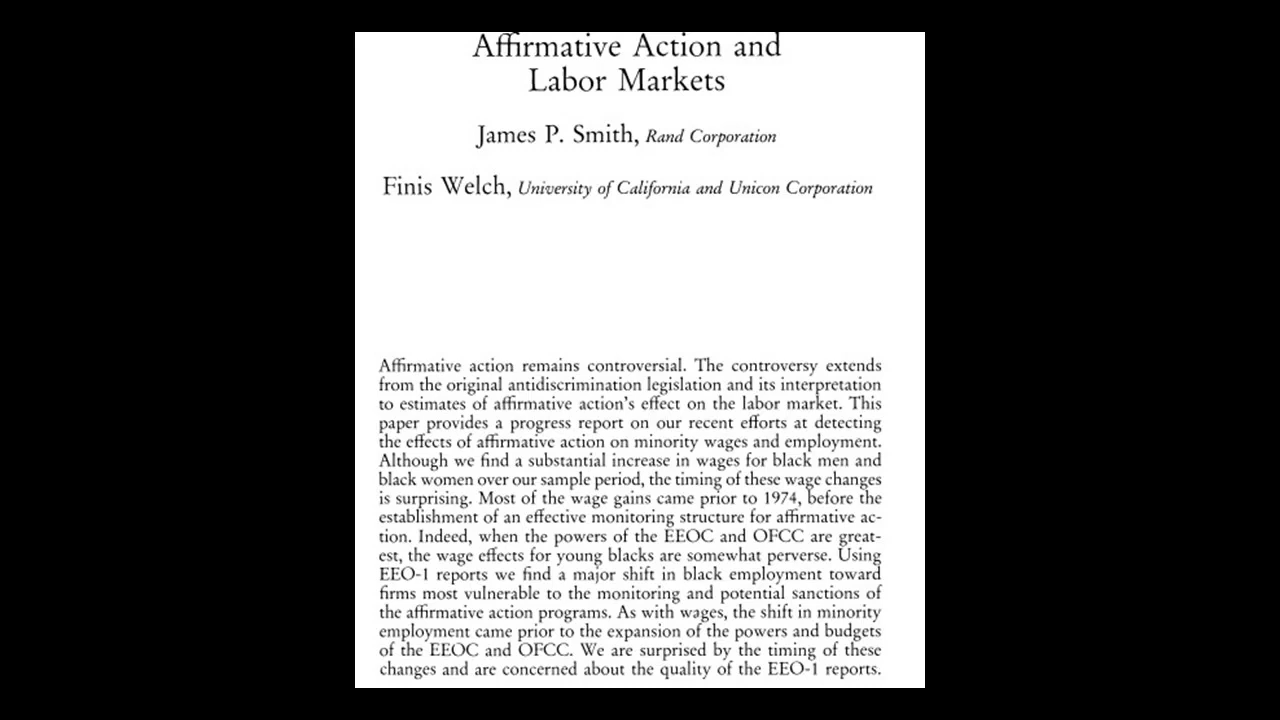 Affirmative Action and
Labor Markets
James P. Smith, Rand Corporation
Finis Welch, University of California and Unicon Corporation
Affirmative action remains controversial. The controversy extends
from the original antidiscrimination legislation and its interpretation
to estimates of affirmative action's effect on the labor market. This
paper provides a progress report on our recent efforts at detecting
the effects of affirmative action on minority wages and employment.
Although we find a substantial increase in wages for black men and
black women over our sample period, the timing of these wage changes
is surprising. Most of the wage gains came prior to 1974, before the
establishment of an effective monitoring structure for affirmative ac-
tion. Indeed, when the powers of the EEOC and OFCC are great-
est, the wage effects for young blacks are somewhat perverse. Using
EEO-1 reports we find a major shift in black employment toward
firms most vulnerable to the monitoring and potential sanctions of
the affirmative action programs. As with wages, the shift in minority
employment came prior to the expansion of the powers and budgets
of the EEOC and OFCC. We are surprised by the timing of these
changes and are concerned about the quality of the EEO-1 reports.